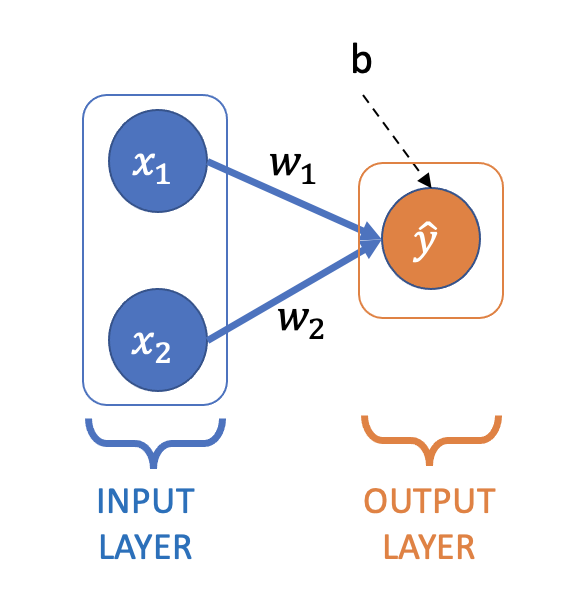 b
x₁
w₁
ŷ
x₂
w₂
INPUT
LAYER
OUTPUT
LAYER